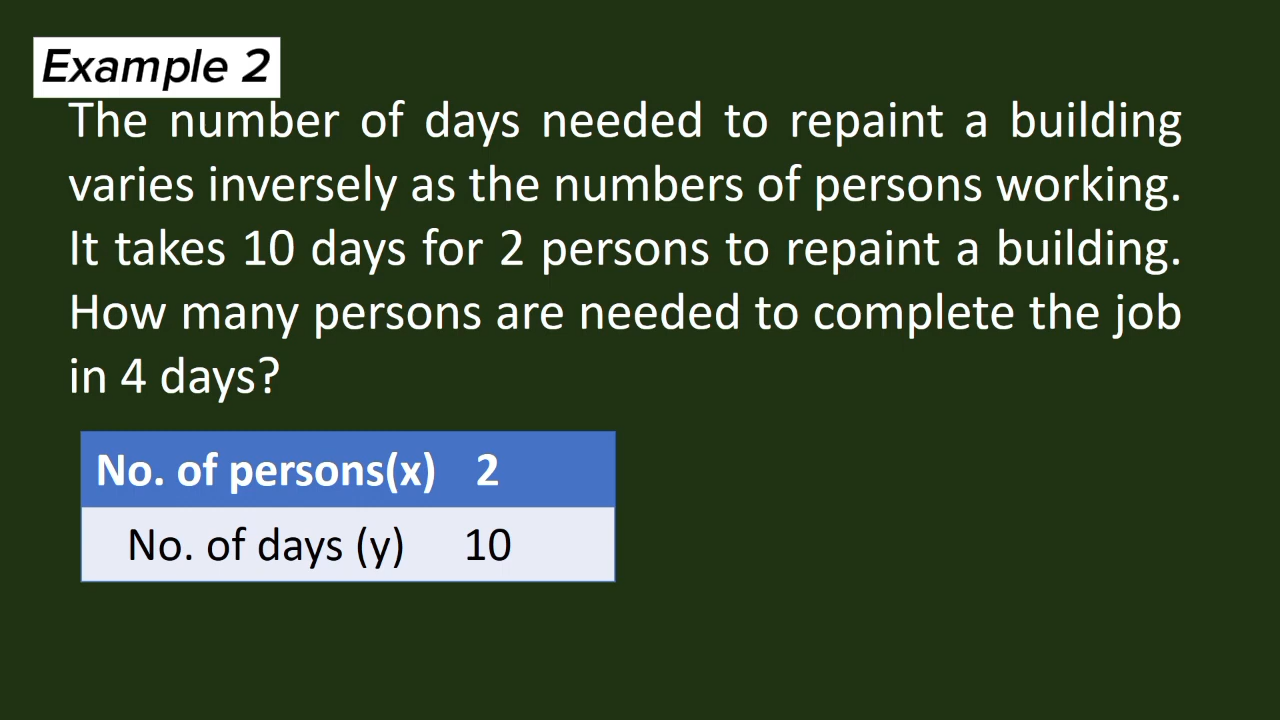 Example 2
The number of days needed to repaint a building
varies inversely as the numbers of persons working.
It takes 10 days for 2 persons to repaint a building.
How many persons are needed to complete the job
in 4 days?
No. of persons(x) 2
No. of days (y) 10